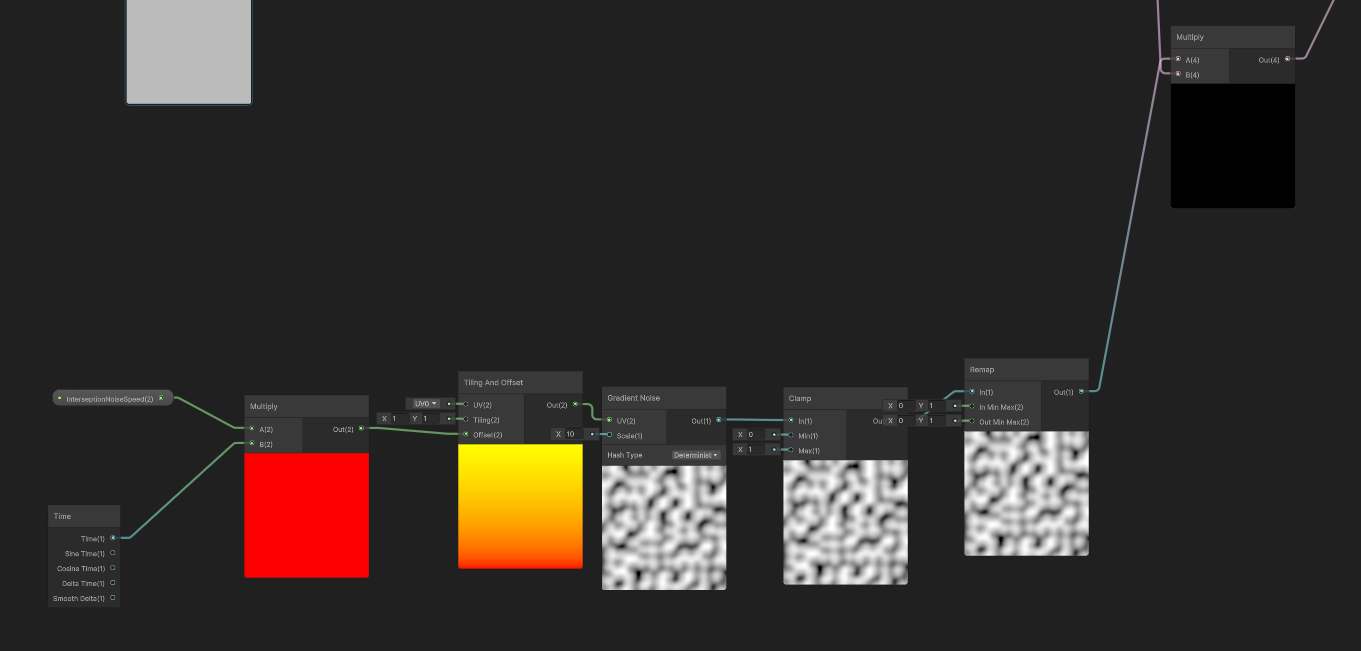 Multiply
A(4) Out(4)
B(4)
InterseptionNoiseSpeed(2)
Multiply
A(2) Out(2)
B(2)
Time
Time(1)
Sine Time(1)
Cosine Time(1)
Delta Time(1)
Smooth Delta(1)
Tiling And Offset
UV0 UV(2) Out(2)
X 1 Y 1 Tiling(2)
Offset(2)
Gradient Noise
UV(2) Out(1)
X 10 Scale(1)
Hash Type Determinist
Clamp
In(1) Ou
X 0 Min(1)
X 1 Max(1)
Remap
In(1) Out(1)
X 0 Y 1 In Min Max(2)
X 0 Y 1 Out Min Max(2)